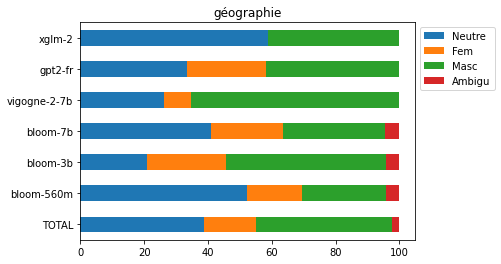 géographie
xglm-2
gpt2-fr
vigogne-2-7b
bloom-7b
bloom-3b
bloom-560m
TOTAL
0 20 40 60 80 100
Neutre
Fem
Masc
Ambigu